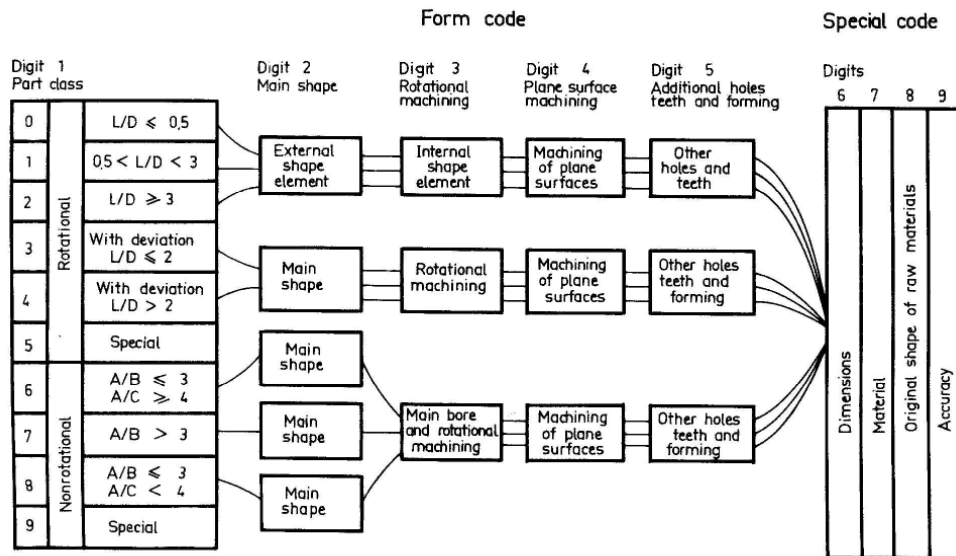 Form code
Special code
Digit 1
Part class
Digit 2
Main shape
Digit 3
Rotational
machining
Digit 4
Plane surface
machining
Digit 5
Additional holes
teeth and forming
Digits
6 7 8 9
0
L/D ⩽ 0,5
1
0,5 < L/D < 3
2
L/D ⩾ 3
3
With deviation
L/D ⩽ 2
4
With deviation
L/D > 2
5
Special
Rotational
6
A/B ⩽ 3
A/C ⩾ 4
7
A/B > 3
8
A/B ⩽ 3
A/C < 4
9
Special
Nonrotational
External
shape
element
Internal
shape
element
Machining
of plane
surfaces
Other
holes
and teeth
Main
shape
Rotational
machining
Machining
of plane
surfaces
Other holes
teeth and
forming
Main
shape
Main
shape
Main
shape
Main bore
and rotational
machining
Machining
of plane
surfaces
Other holes
teeth and
forming
Dimensions
Material
Original shape of raw materials
Accuracy